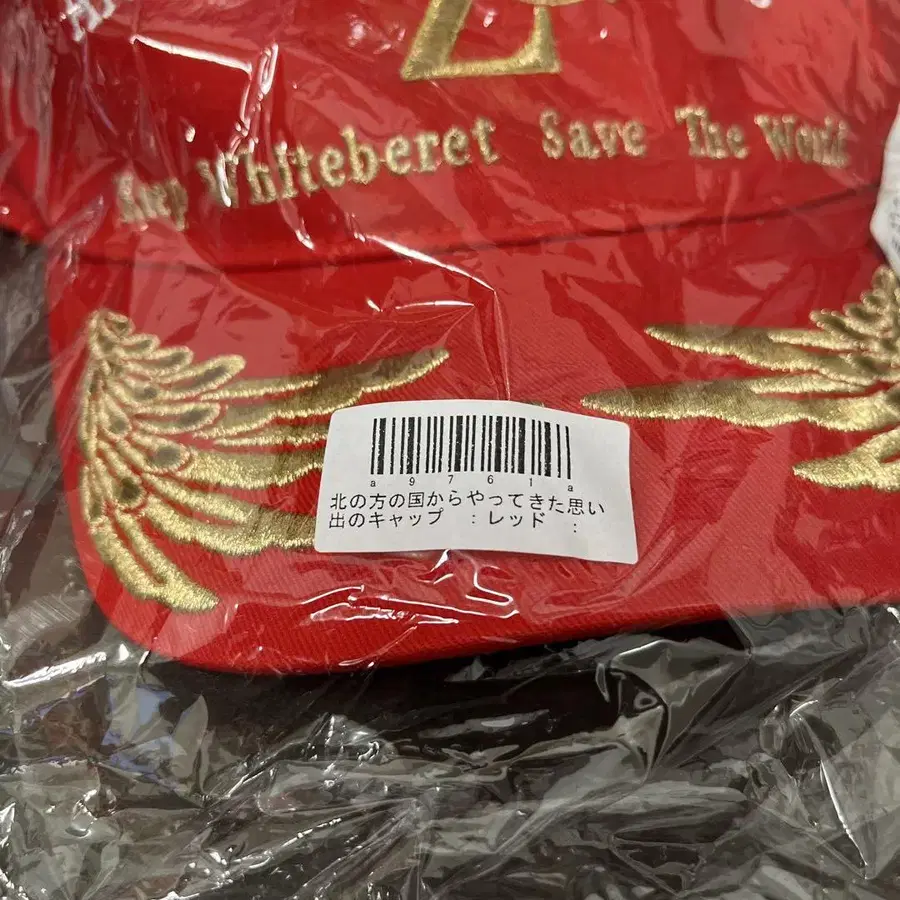 Whiteberet Save The World
a9761a
北の方の国からやってきた思い
出のキャップ :レッド :